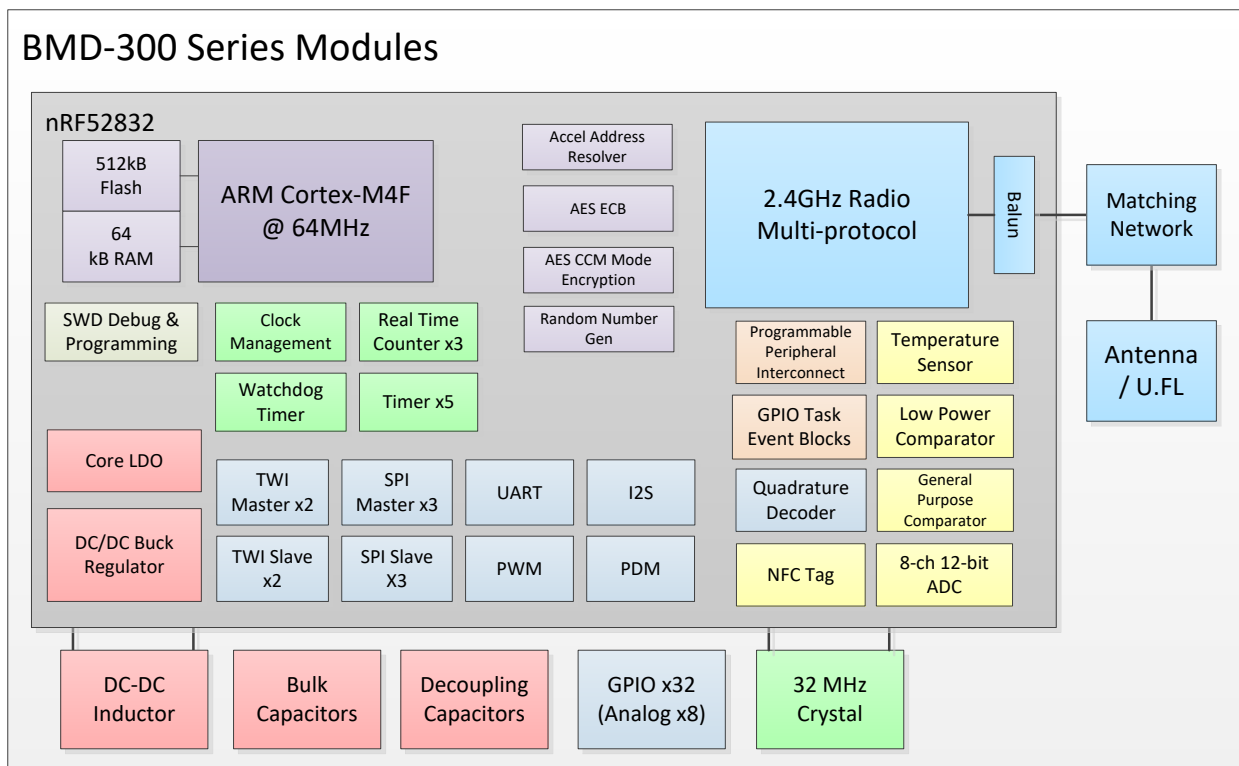 BMD-300 Series Modules
nRF52832
512kB
Flash
64
kB RAM
ARM Cortex-M4F
@ 64MHz
Accel Address
Resolver
AES ECB
AES CCM Mode
Encryption
Random Number
Gen
2.4GHz Radio
Multi-protocol
Balun
Matching
Network
Antenna
/ U.FL
SWD Debug &
Programming
Clock
Management
Real Time
Counter x3
Watchdog
Timer
Timer x5
Programmable
Peripheral
Interconnect
Temperature
Sensor
GPIO Task
Event Blocks
Low Power
Comparator
Core LDO
DC/DC Buck
Regulator
TWI
Master x2
SPI
Master x3
UART
I2S
Quadrature
Decoder
General
Purpose
Comparator
TWI Slave
x2
SPI Slave
X3
PWM
PDM
NFC Tag
8-ch 12-bit
ADC
DC-DC
Inductor
Bulk
Capacitors
Decoupling
Capacitors
GPIO x32
(Analog x8)
32 MHz
Crystal